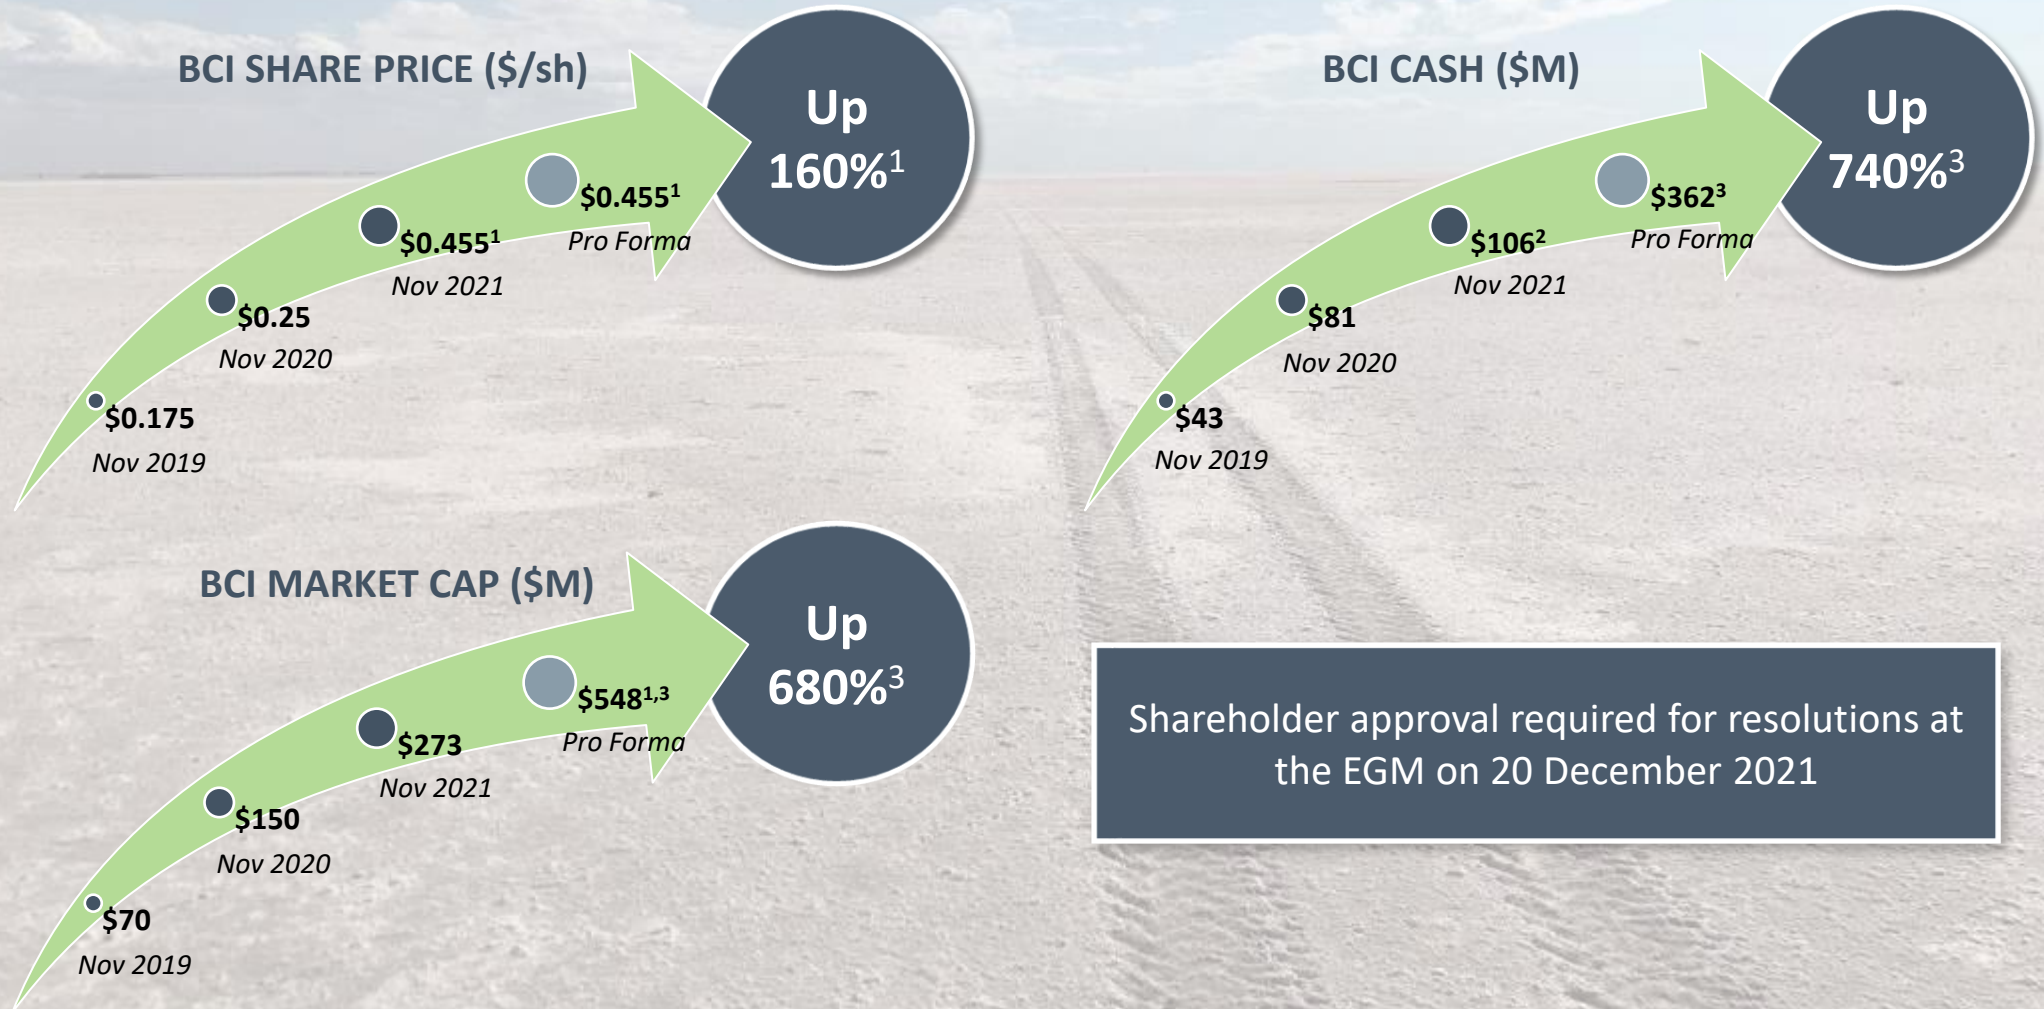 BCI SHARE PRICE ($/sh)
Up
160%¹
$0.455¹
Pro Forma
$0.455¹
Nov 2021
$0.25
Nov 2020
$0.175
Nov 2019
BCI CASH ($M)
Up
740%³
$362³
Pro Forma
$106²
Nov 2021
$81
Nov 2020
$43
Nov 2019
BCI MARKET CAP ($M)
Up
680%³
$548¹,³
Pro Forma
$273
Nov 2021
$150
Nov 2020
$70
Nov 2019
Shareholder approval required for resolutions at
the EGM on 20 December 2021